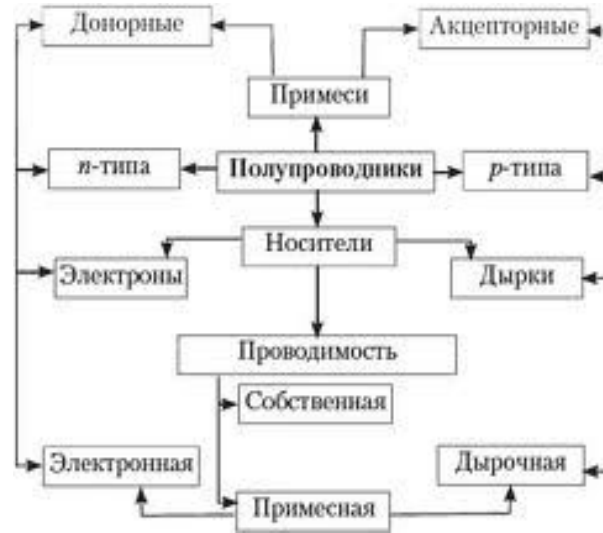 Донорные
Акцепторные
Примеси
n-типа
Полупроводники
p-типа
Носители
Электроны
Дырки
Проводимость
Собственная
Электронная
Дырочная
Примесная